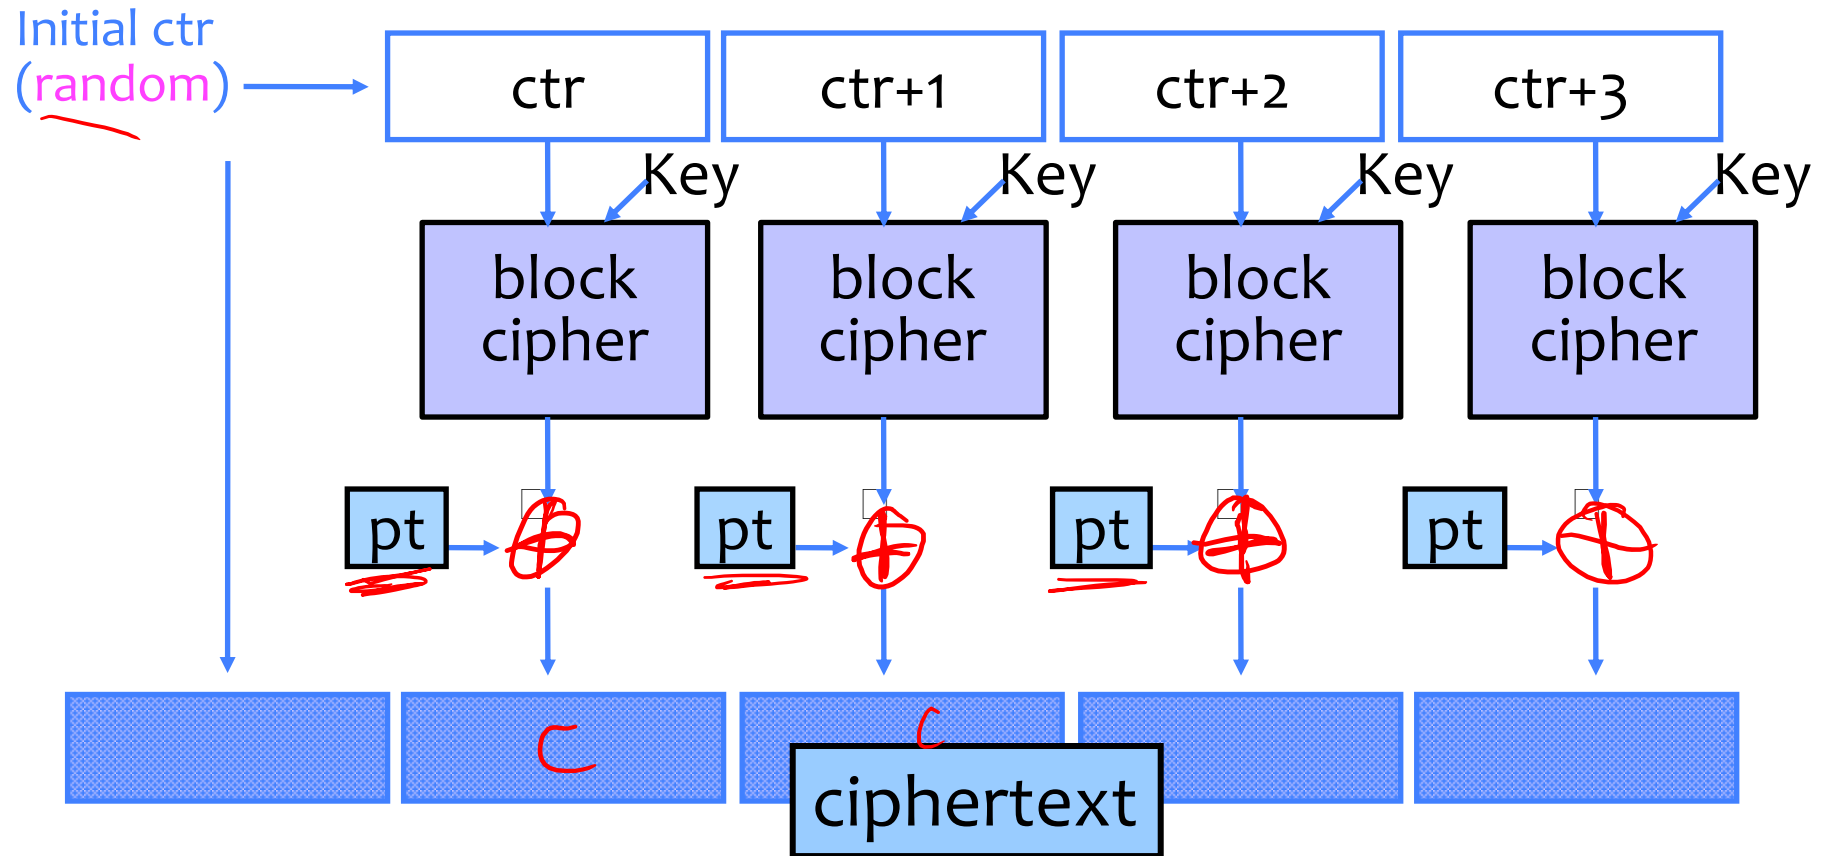 Initial ctr
(random)
ctr
ctr+1
ctr+2
ctr+3
Key
Key
Key
Key
block
cipher
block
cipher
block
cipher
block
cipher
pt
pt
pt
pt
C
C
ciphertext